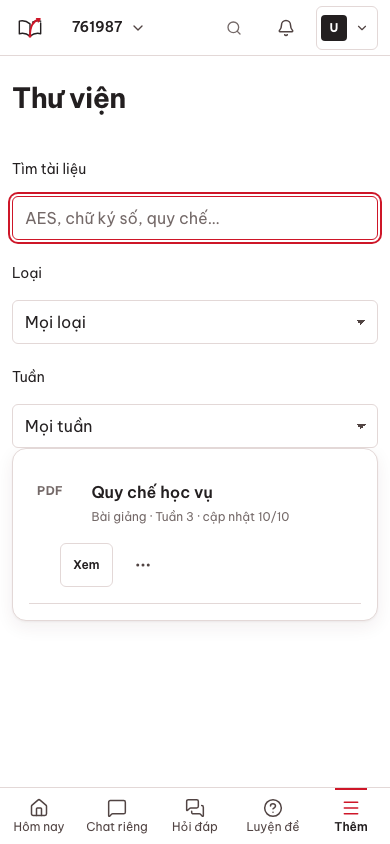 761987
U
Thư viện
Tìm tài liệu
AES, chữ ký số, quy chế...
Loại
Mọi loại
Tuần
Mọi tuần
PDF
Quy chế học vụ
Bài giảng · Tuần 3 · cập nhật 10/10
Xem
Hôm nay
Chat riêng
Hỏi đáp
Luyện đề
Thêm